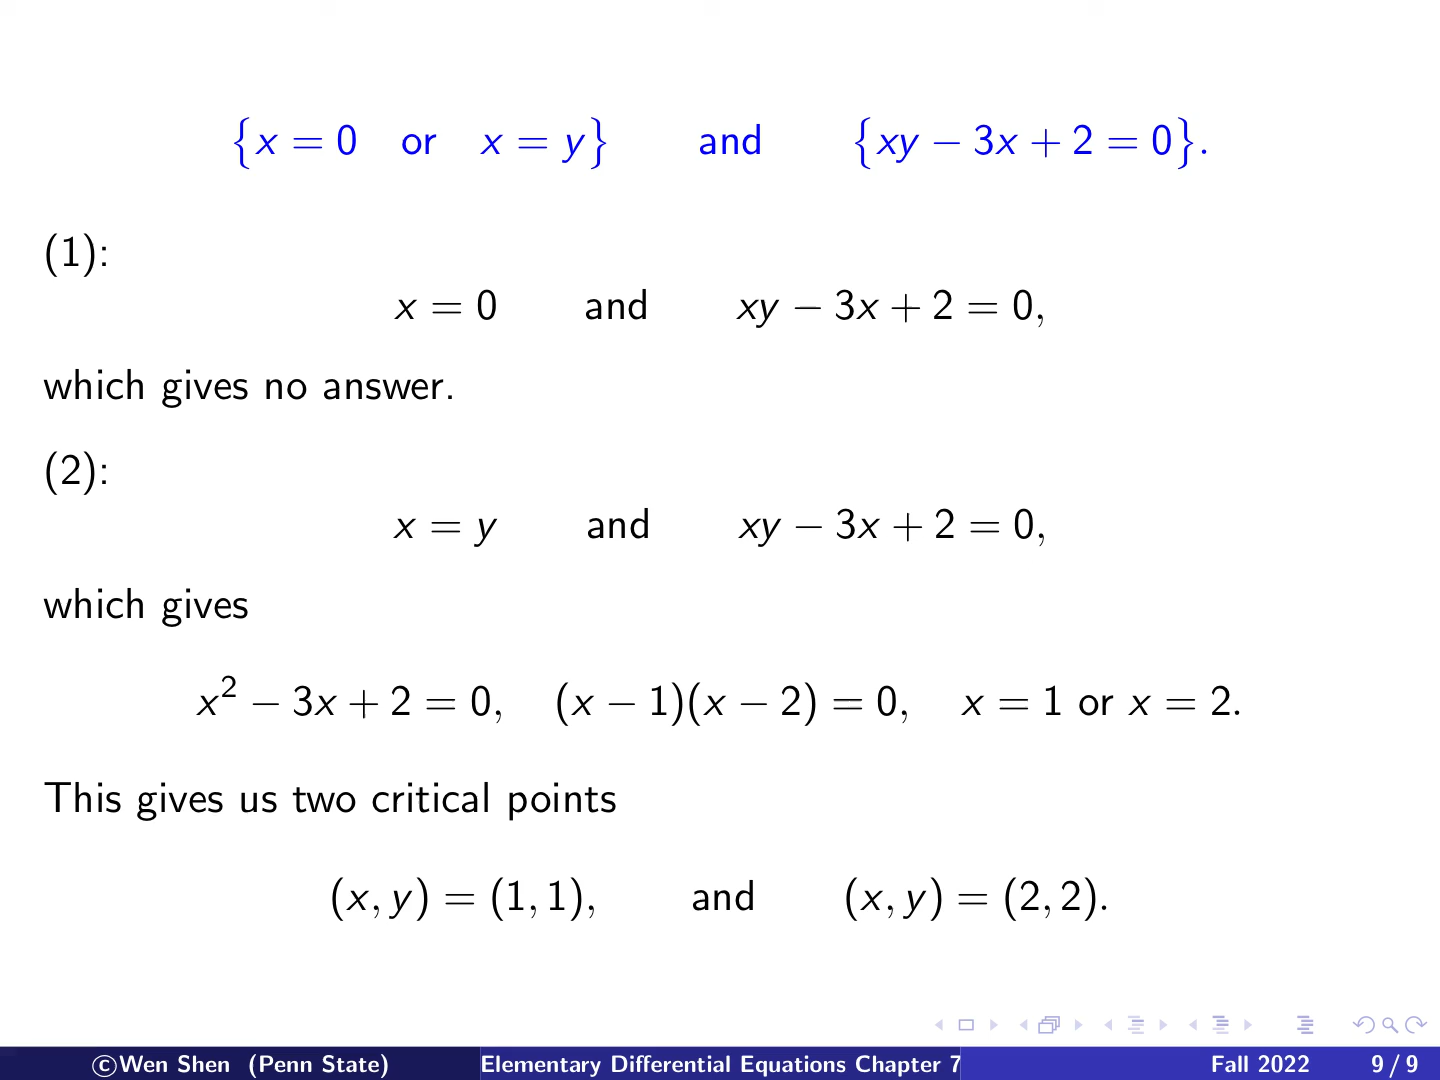 {x = 0 or x = y} and {xy − 3x + 2 = 0}.
(1):
x = 0 and xy − 3x + 2 = 0,
which gives no answer.
(2):
x = y and xy − 3x + 2 = 0,
which gives
x² − 3x + 2 = 0, (x − 1)(x − 2) = 0, x = 1 or x = 2.
This gives us two critical points
(x, y) = (1, 1), and (x, y) = (2, 2).
©Wen Shen (Penn State) Elementary Differential Equations Chapter 7 Fall 2022 9 / 9